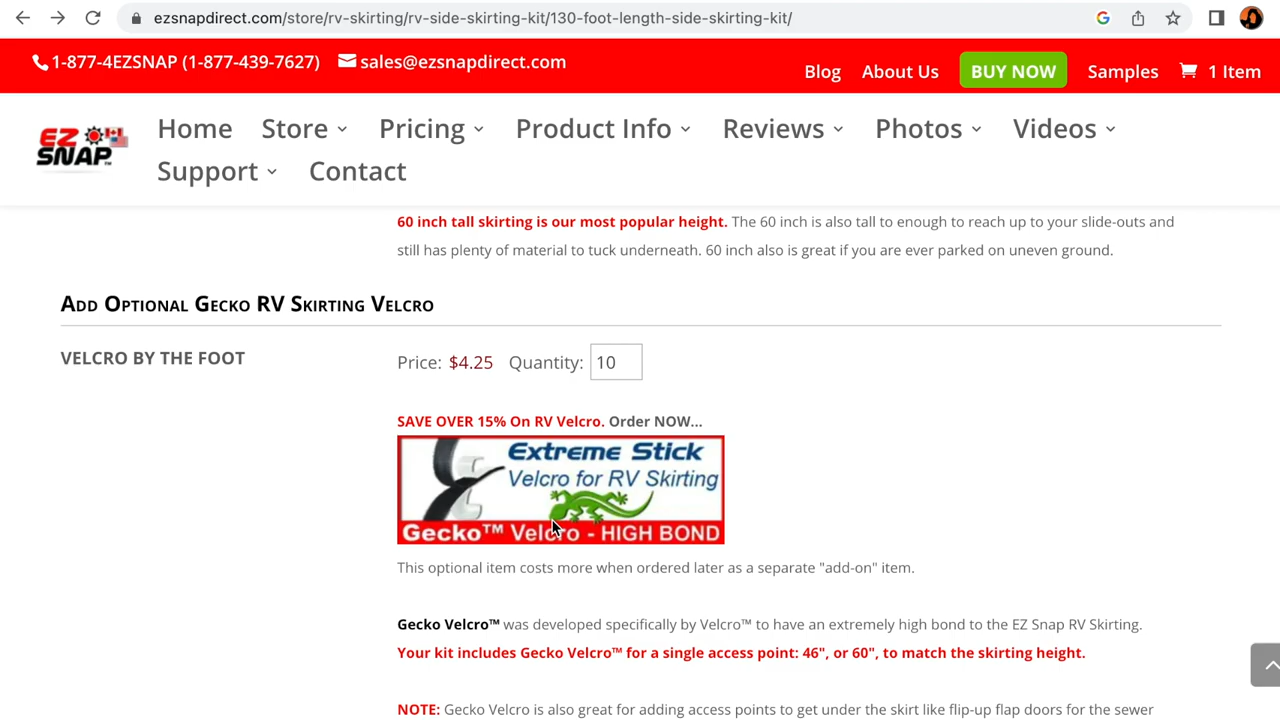 ezsnapdirect.com/store/rv-skirting/rv-side-skirting-kit/130-foot-length-side-skirting-kit/
1-877-4EZSNAP (1-877-439-7627) sales@ezsnapdirect.com
Blog About Us BUY NOW Samples 1 Item
EZ SNAP™
Home Store Pricing Product Info Reviews Photos Videos
Support Contact
60 inch tall skirting is our most popular height. The 60 inch is also tall to enough to reach up to your slide-outs and
still has plenty of material to tuck underneath. 60 inch also is great if you are ever parked on uneven ground.
Add Optional Gecko RV Skirting Velcro
VELCRO BY THE FOOT
Price: $4.25 Quantity: 10
SAVE OVER 15% On RV Velcro. Order NOW...
Extreme Stick
Velcro for RV Skirting
Gecko™ Velcro - HIGH BOND
This optional item costs more when ordered later as a separate "add-on" item.
Gecko Velcro™ was developed specifically by Velcro™ to have an extremely high bond to the EZ Snap RV Skirting.
Your kit includes Gecko Velcro™ for a single access point: 46", or 60", to match the skirting height.
NOTE: Gecko Velcro is also great for adding access points to get under the skirt like flip-up flap doors for the sewer